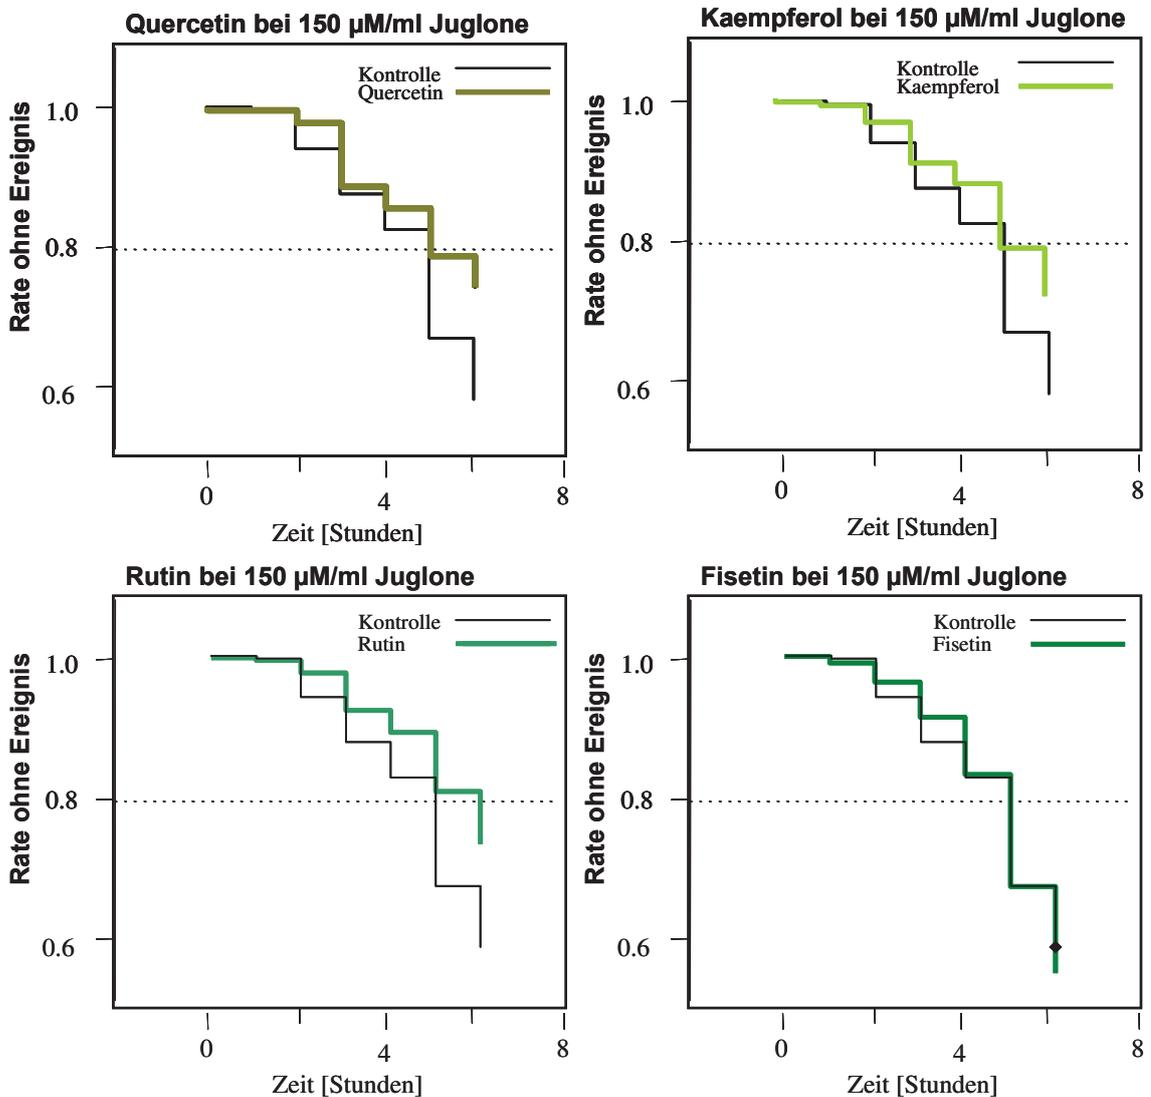 Quercetin bei 150 µM/ml Juglone
Kontrolle
Quercetin
Rate ohne Ereignis
1.0
0.8
0.6
0
4
8
Zeit [Stunden]
Kaempferol bei 150 µM/ml Juglone
Kontrolle
Kaempferol
Rate ohne Ereignis
1.0
0.8
0.6
0
4
8
Zeit [Stunden]
Rutin bei 150 µM/ml Juglone
Kontrolle
Rutin
Rate ohne Ereignis
1.0
0.8
0.6
0
4
8
Zeit [Stunden]
Fisetin bei 150 µM/ml Juglone
Kontrolle
Fisetin
Rate ohne Ereignis
1.0
0.8
0.6
0
4
8
Zeit [Stunden]